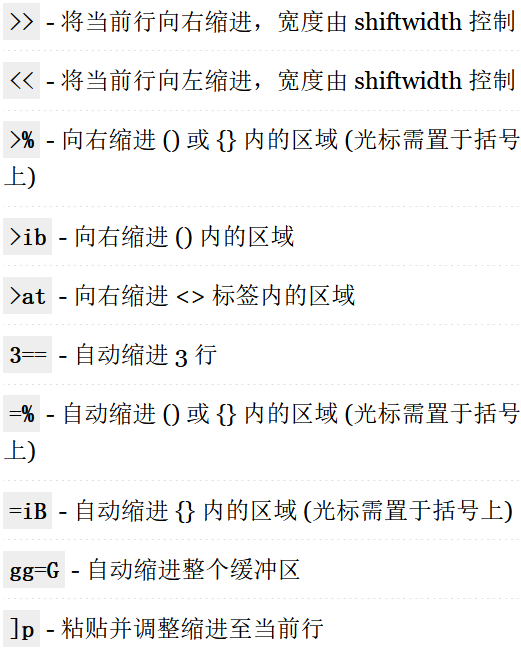 >> - 将当前行向右缩进，宽度由 shiftwidth 控制
<< - 将当前行向左缩进，宽度由 shiftwidth 控制
>% - 向右缩进 () 或 {} 内的区域 (光标需置于括号
上)
>ib - 向右缩进 () 内的区域
>at - 向右缩进 <> 标签内的区域
3== - 自动缩进 3 行
=% - 自动缩进 () 或 {} 内的区域 (光标需置于括号
上)
=iB - 自动缩进 {} 内的区域 (光标需置于括号上)
gg=G - 自动缩进整个缓冲区
]p - 粘贴并调整缩进至当前行